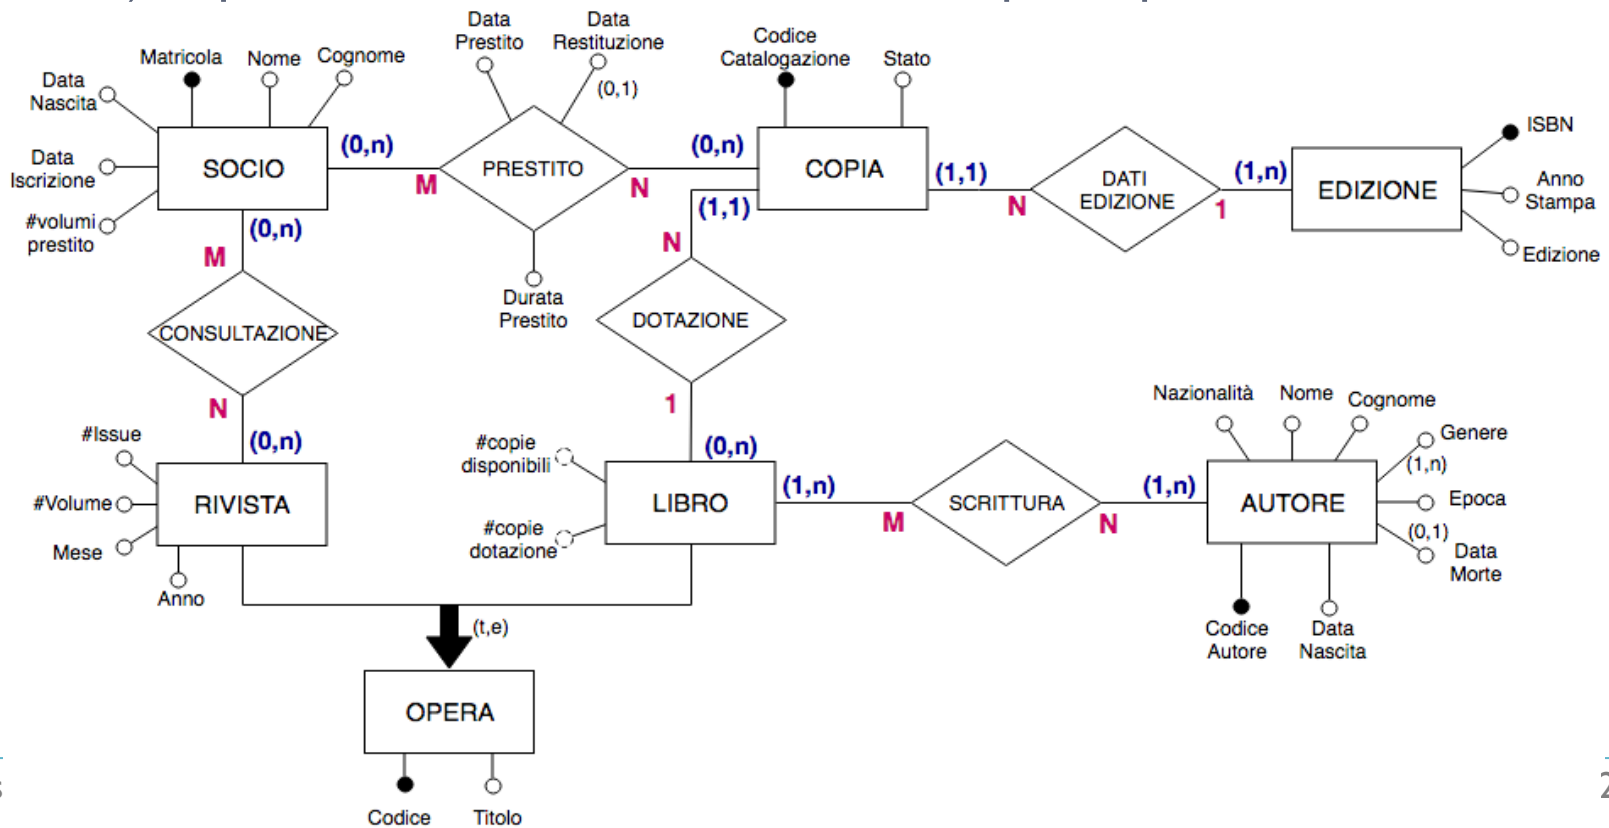 Data
Prestito
Data
Restituzione
(0,1)
Matricola
Nome
Cognome
Data
Nascita
Data
Iscrizione
#volumi
prestito
SOCIO
(0,n)
M
PRESTITO
(0,n)
N
Durata
Prestito
Codice
Catalogazione
Stato
COPIA
(1,1)
N
DATI
EDIZIONE
(1,n)
1
EDIZIONE
ISBN
Anno
Stampa
Edizione
(0,n)
M
CONSULTAZIONE
N
(0,n)
(1,1)
N
DOTAZIONE
1
(0,n)
#Issue
#Volume
Mese
Anno
RIVISTA
#copie
disponibili
#copie
dotazione
LIBRO
(1,n)
M
SCRITTURA
(1,n)
N
AUTORE
Nazionalità
Nome
Cognome
Genere
(1,n)
Epoca
(0,1)
Data
Morte
Codice
Autore
Data
Nascita
(t,e)
OPERA
Codice
Titolo